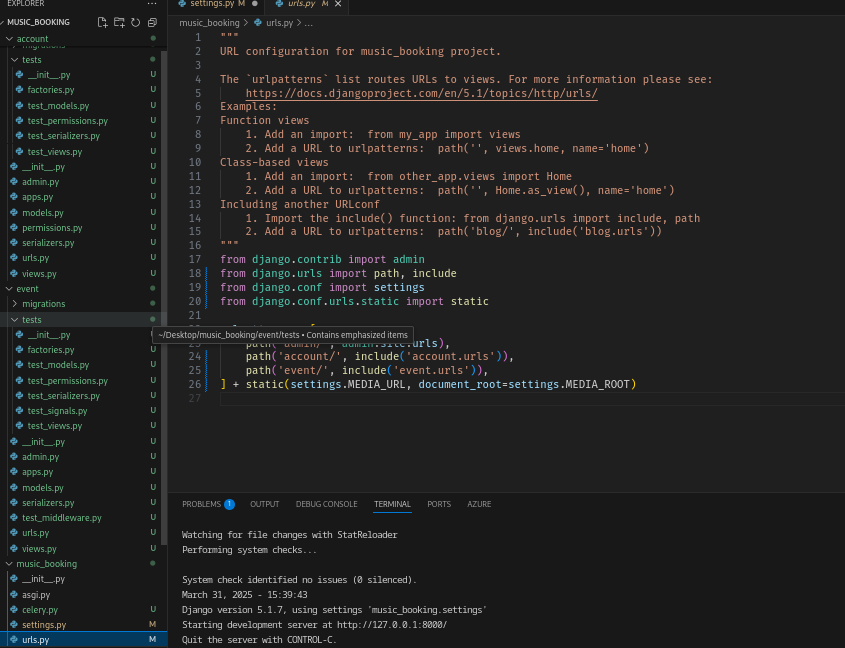 EXPLORER
MUSIC_BOOKING
account
migrations
tests
__init__.py U
factories.py U
test_models.py U
test_permissions.py U
test_serializers.py U
test_views.py U
__init__.py U
admin.py U
apps.py U
models.py U
permissions.py U
serializers.py U
urls.py U
views.py U
event
migrations
tests
__init__.py
factories.py U
test_models.py U
test_permissions.py U
test_serializers.py U
test_signals.py U
test_views.py U
__init__.py U
admin.py U
apps.py U
models.py U
serializers.py U
test_middleware.py U
urls.py U
views.py U
music_booking
__init__.py
asgi.py
celery.py U
settings.py M
urls.py M
settings.py M
urls.py M
music_booking > urls.py > ...
1 """
2 URL configuration for music_booking project.
3
4 The `urlpatterns` list routes URLs to views. For more information please see:
5 https://docs.djangoproject.com/en/5.1/topics/http/urls/
6 Examples:
7 Function views
8 1. Add an import:  from my_app import views
9 2. Add a URL to urlpatterns:  path('', views.home, name='home')
10 Class-based views
11 1. Add an import:  from other_app.views import Home
12 2. Add a URL to urlpatterns:  path('', Home.as_view(), name='home')
13 Including another URLconf
14 1. Import the include() function: from django.urls import include, path
15 2. Add a URL to urlpatterns:  path('blog/', include('blog.urls'))
16 """
17 from django.contrib import admin
18 from django.urls import path, include
19 from django.conf import settings
20 from django.conf.urls.static import static
21
~/Desktop/music_booking/event/tests • Contains emphasized items
23 path('admin/', admin.site.urls),
24 path('account/', include('account.urls')),
25 path('event/', include('event.urls')),
26 ] + static(settings.MEDIA_URL, document_root=settings.MEDIA_ROOT)
27
PROBLEMS 1 OUTPUT DEBUG CONSOLE TERMINAL PORTS AZURE
Watching for file changes with StatReloader
Performing system checks...
System check identified no issues (0 silenced).
March 31, 2025 - 15:39:43
Django version 5.1.7, using settings 'music_booking.settings'
Starting development server at http://127.0.0.1:8000/
Quit the server with CONTROL-C.